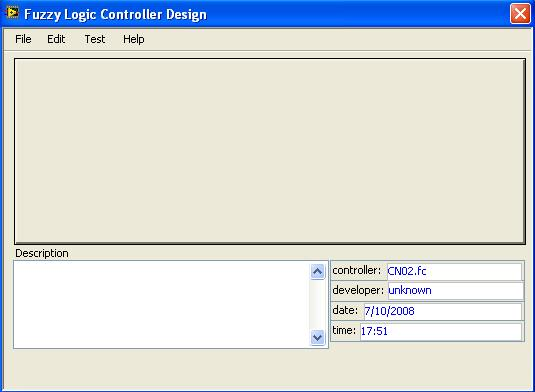 Fuzzy Logic Controller Design
File Edit Test Help
Description
controller: CN02.fc
developer: unknown
date: 7/10/2008
time: 17:51